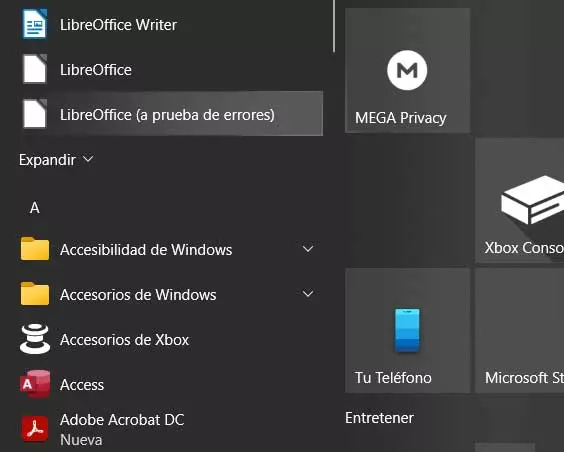 LibreOffice Writer
LibreOffice
LibreOffice (a prueba de errores)
Expandir
A
Accesibilidad de Windows
Accesorios de Windows
Accesorios de Xbox
Access
Adobe Acrobat DC
Nueva
MEGA Privacy
Xbox Conso
Tu Teléfono
Microsoft St
Entretener